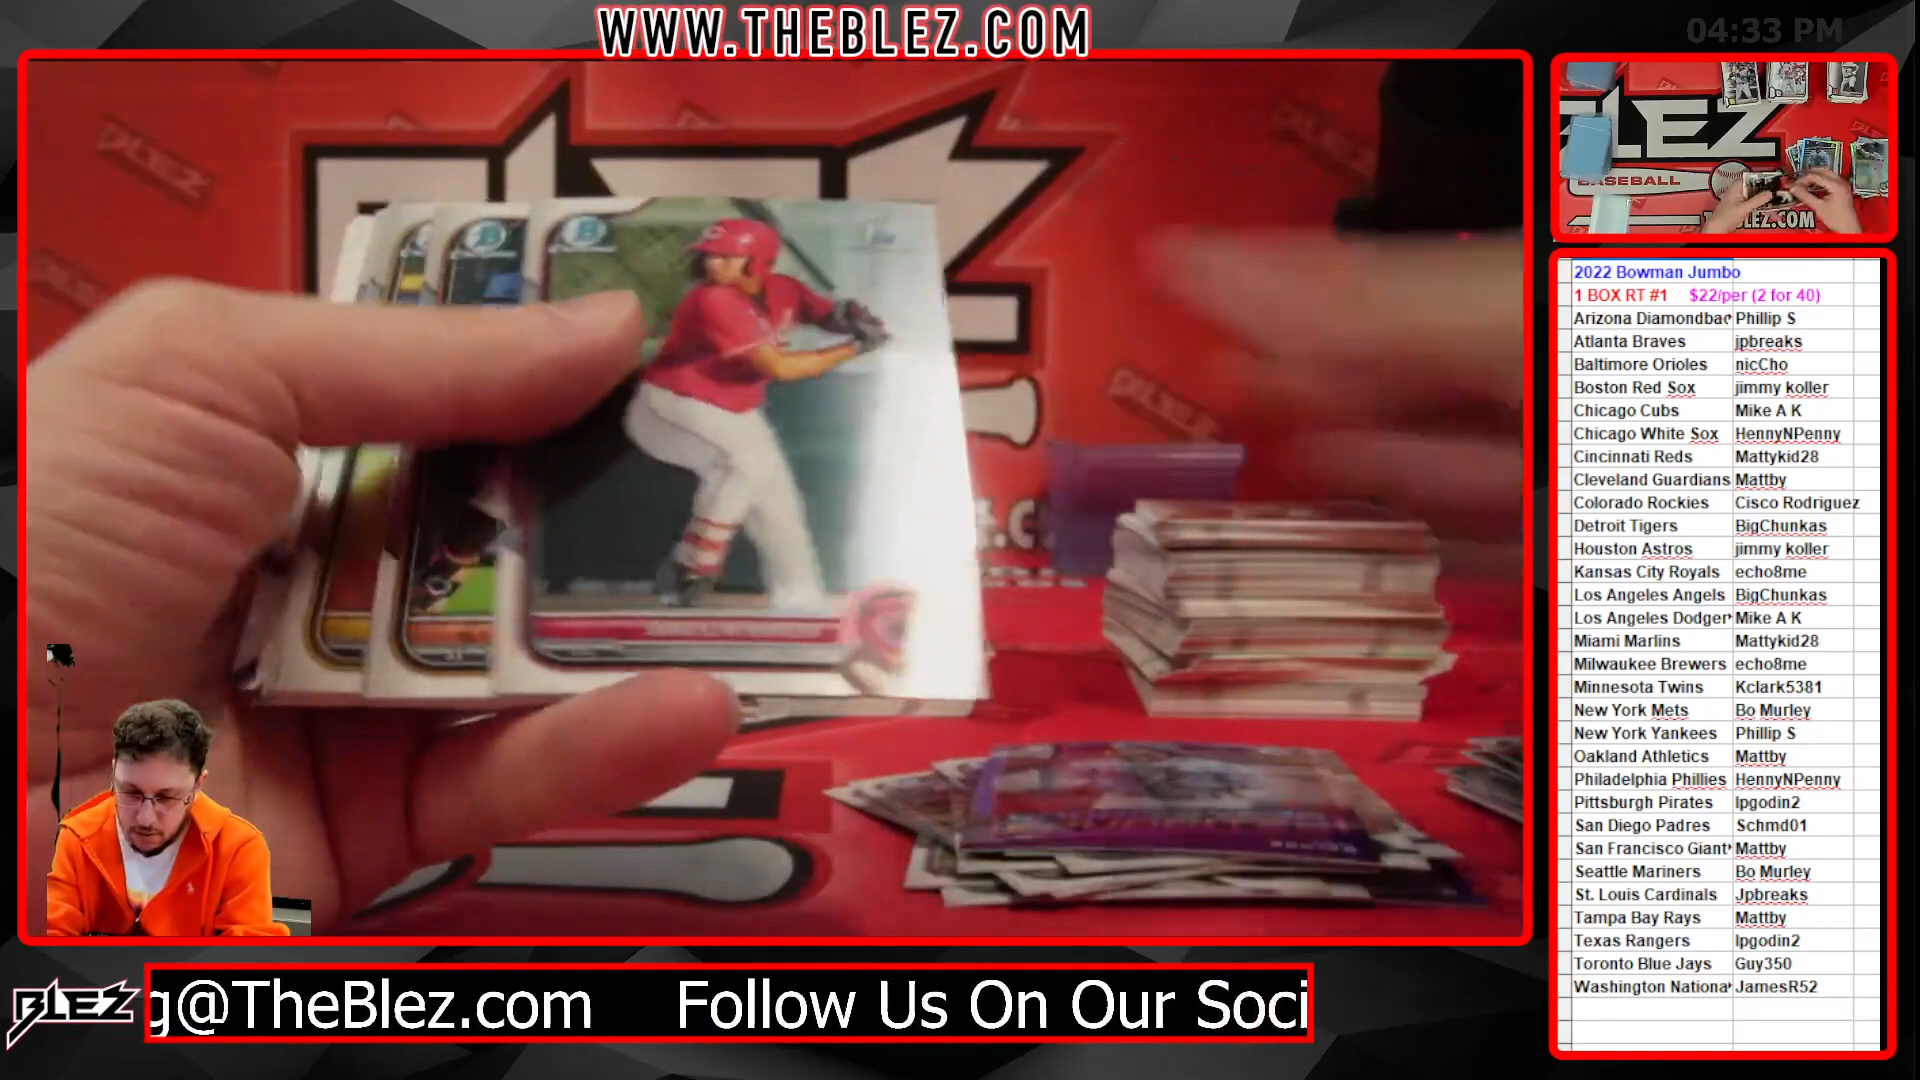 WWW.THEBLEZ.COM
04:33 PM
BLEZ
BASEBALL
2022 Bowman Jumbo
1 BOX RT #1 $22/per (2 for 40)
Arizona Diamondbac Phillip S
Atlanta Braves jpbreaks
Baltimore Orioles nicCho
Boston Red Sox jimmy koller
Chicago Cubs Mike A K
Chicago White Sox HennyNPenny
Cincinnati Reds Mattykid28
Cleveland Guardians Mattby
Colorado Rockies Cisco Rodriguez
Detroit Tigers BigChunkas
Houston Astros jimmy koller
Kansas City Royals echo8me
Los Angeles Angels BigChunkas
Los Angeles Dodger Mike A K
Miami Marlins Mattykid28
Milwaukee Brewers echo8me
Minnesota Twins Kclark5381
New York Mets Bo Murley
New York Yankees Phillip S
Oakland Athletics Mattby
Philadelphia Phillies HennyNPenny
Pittsburgh Pirates lpgodin2
San Diego Padres Schmd01
San Francisco Giant Mattby
Seattle Mariners Bo Murley
St. Louis Cardinals Jpbreaks
Tampa Bay Rays Mattby
Texas Rangers lpgodin2
Toronto Blue Jays Guy350
Washington Nationa JamesR52
BLEZ
g@TheBlez.com Follow Us On Our Soci